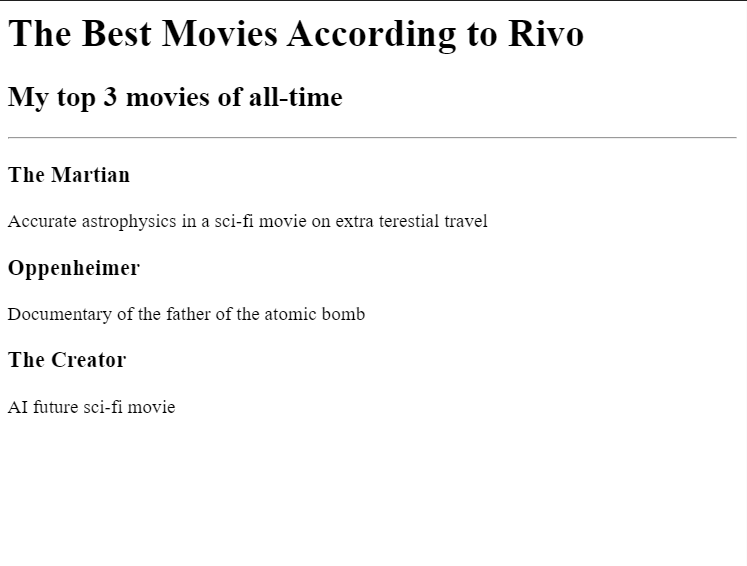 The Best Movies According to Rivo
My top 3 movies of all-time
The Martian
Accurate astrophysics in a sci-fi movie on extra terestial travel
Oppenheimer
Documentary of the father of the atomic bomb
The Creator
AI future sci-fi movie